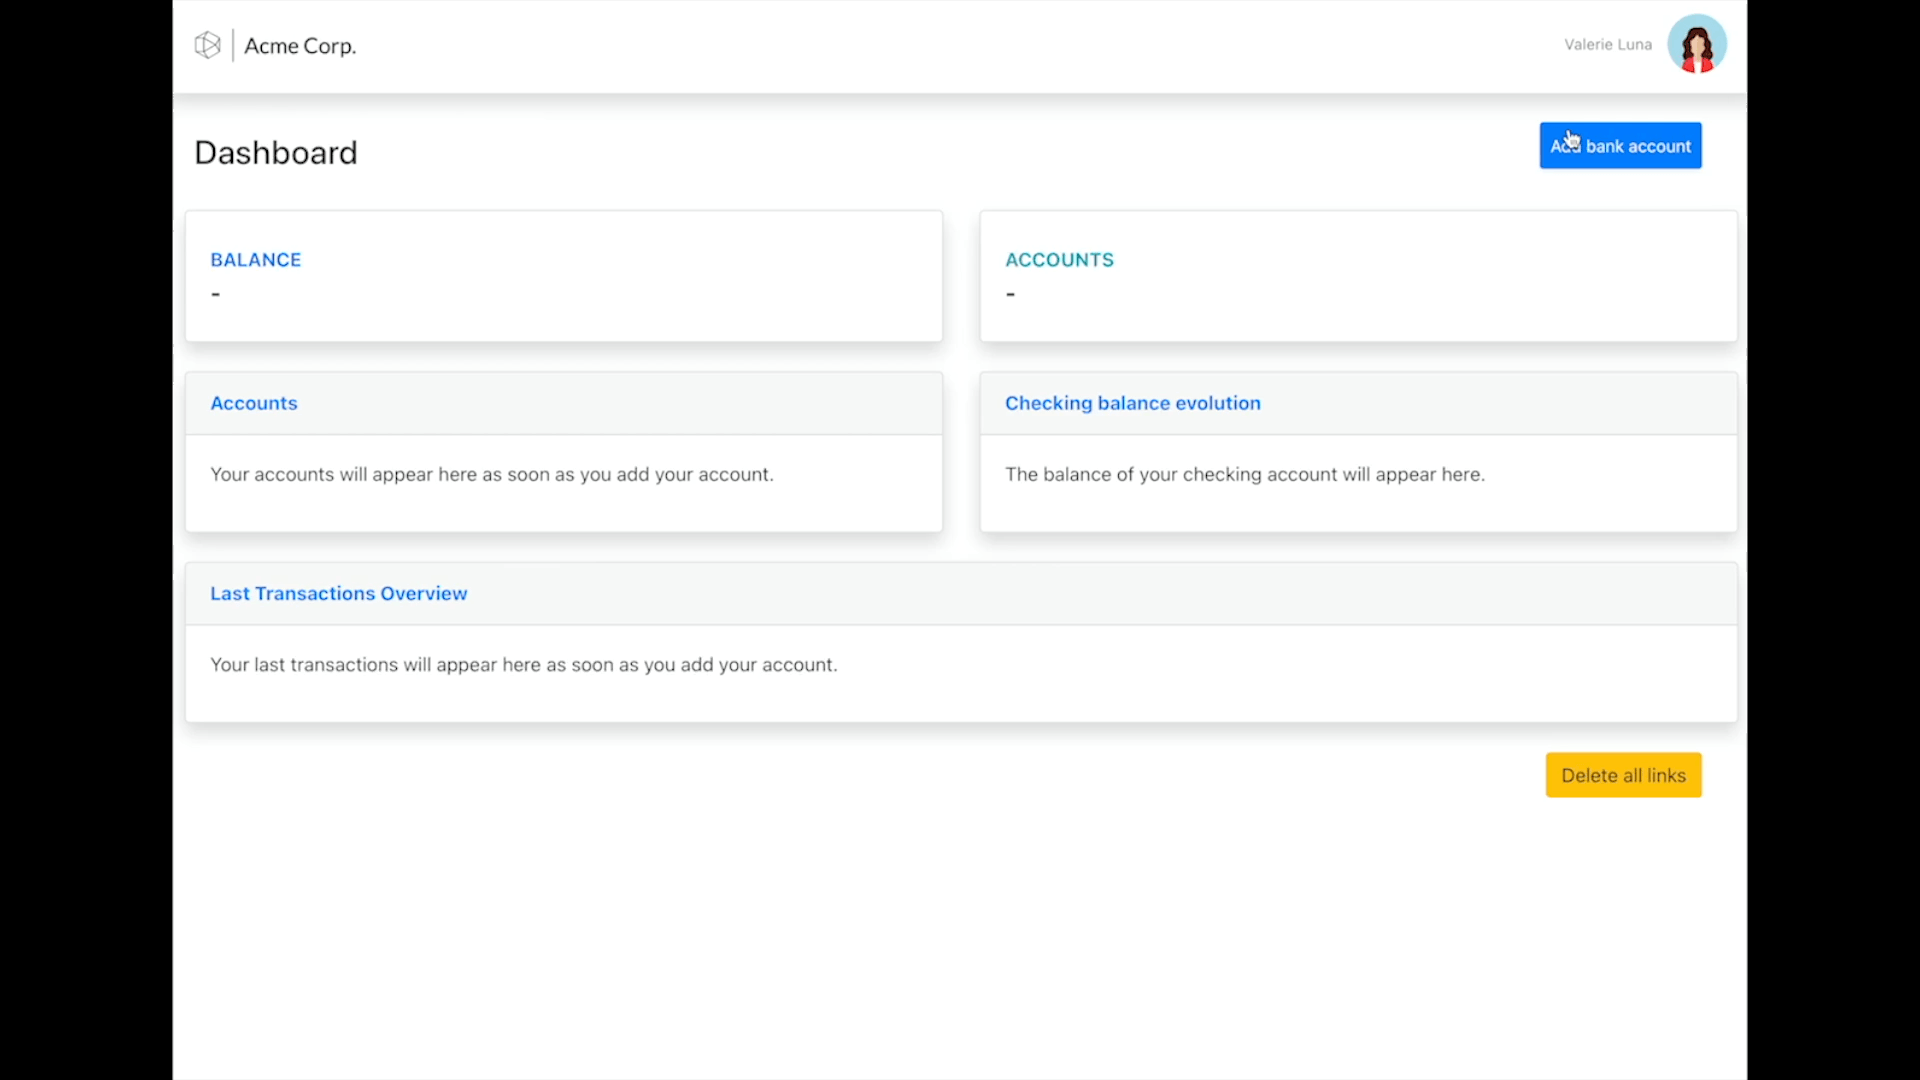 Acme Corp.
Valerie Luna
Dashboard
Add bank account
BALANCE
-
ACCOUNTS
-
Accounts
Your accounts will appear here as soon as you add your account.
Checking balance evolution
The balance of your checking account will appear here.
Last Transactions Overview
Your last transactions will appear here as soon as you add your account.
Delete all links